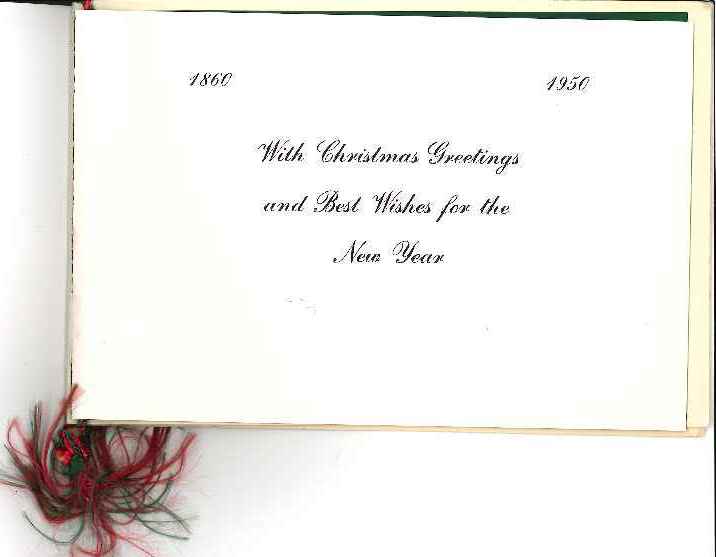 1860 1950
With Christmas Greetings
and Best Wishes for the
New Year